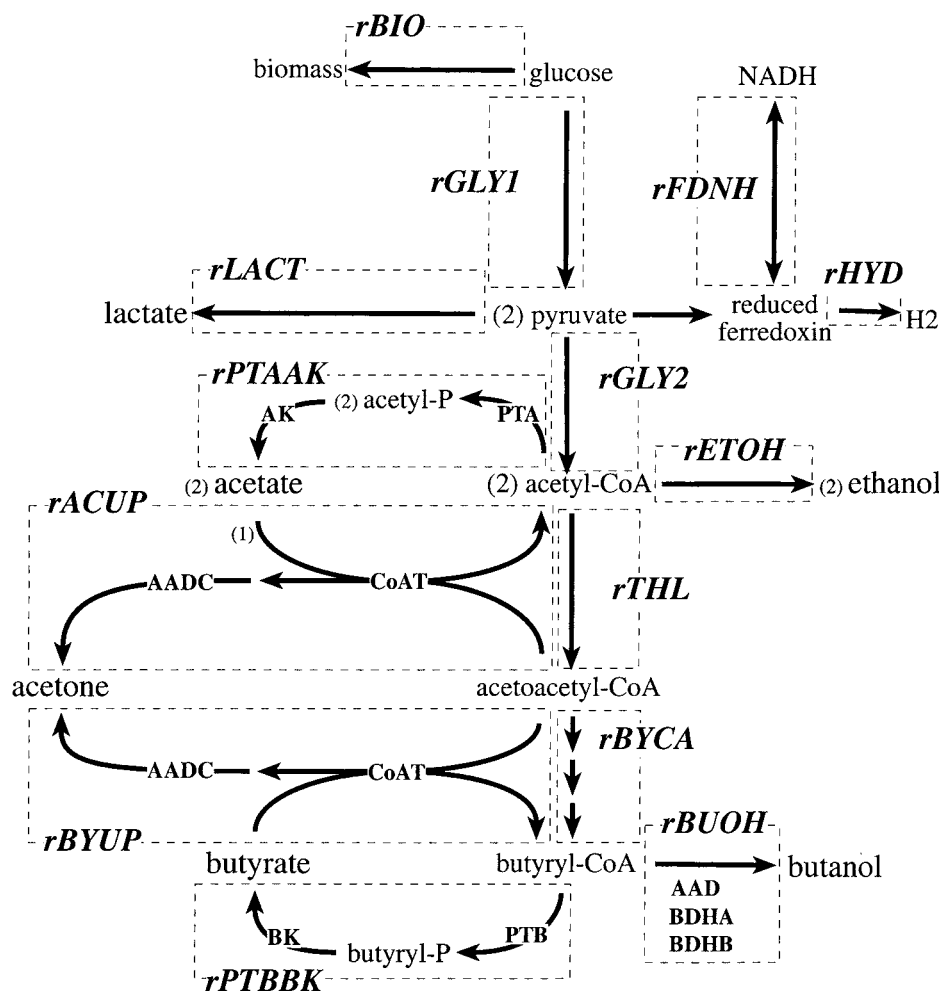 rBIO
biomass
glucose
NADH
rGLY1
rFDNH
rLACT
rHYD
lactate
(2) pyruvate
reduced
ferredoxin
H2
rPTAAK
rGLY2
AK
(2) acetyl-P
PTA
rETOH
(2) acetate
(2) acetyl-CoA
(2) ethanol
rACUP
(1)
AADC
CoAT
rTHL
acetone
acetoacetyl-CoA
rBYCA
AADC
CoAT
rBYUP
rBUOH
butyrate
butyryl-CoA
butanol
AAD
BDHA
BDHB
BK
butyryl-P
PTB
rPTBBK